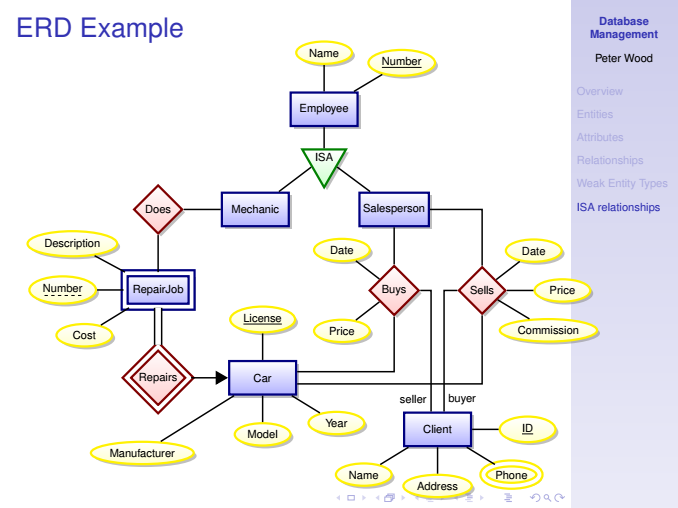 ERD Example
Database
Management
Peter Wood
Overview
Entities
Attributes
Relationships
Weak Entity Types
ISA relationships
Name
Number
Employee
ISA
Does
Mechanic
Salesperson
Description
Number
RepairJob
Cost
Date
Buys
Price
Date
Sells
Price
Commission
License
Repairs
Car
seller
buyer
Manufacturer
Model
Year
Client
ID
Name
Address
Phone